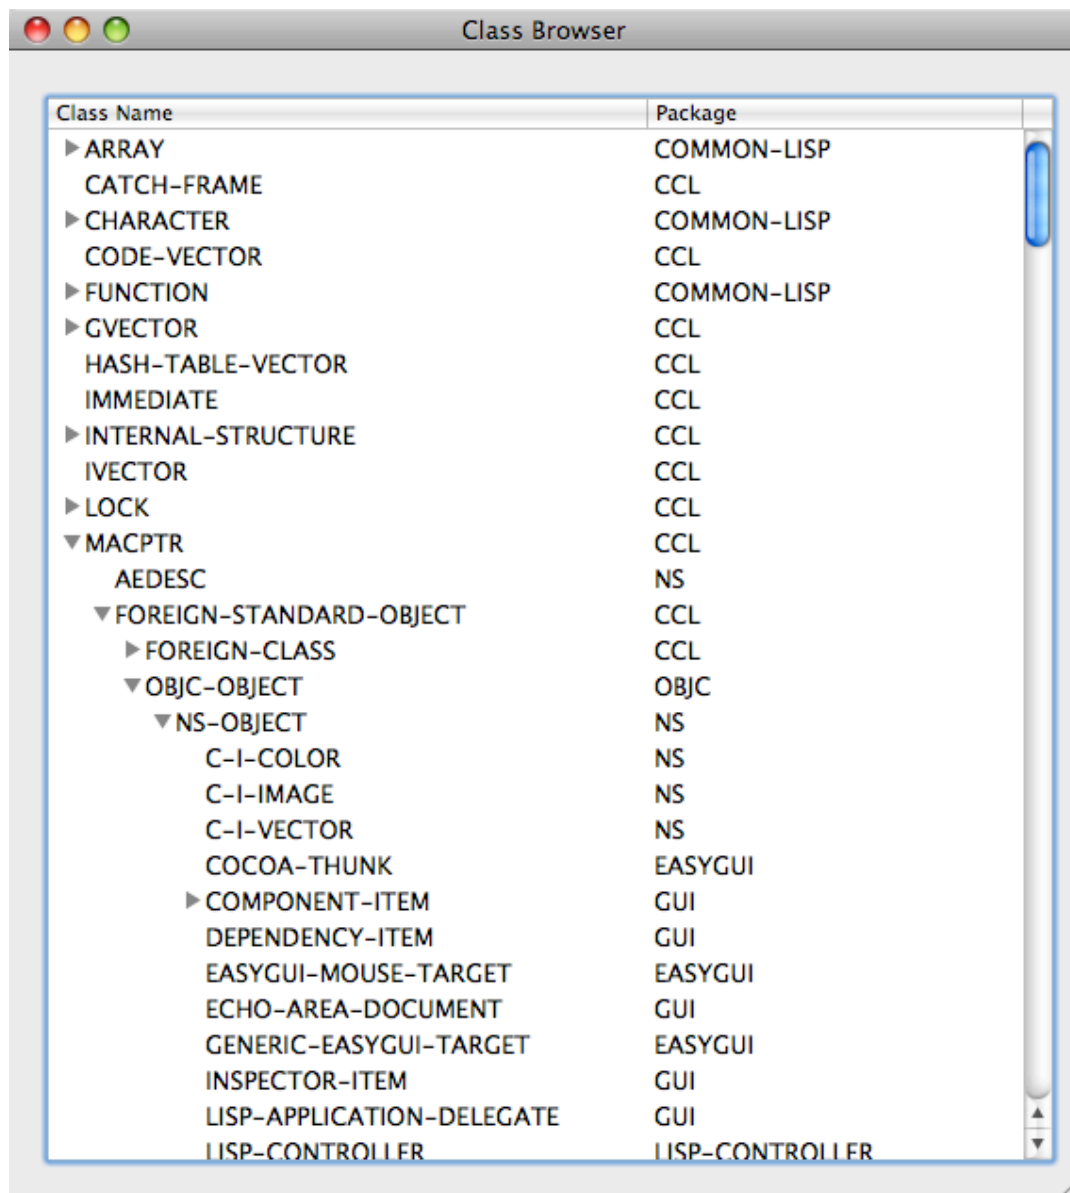 Class Browser
Class Name Package
ARRAY COMMON-LISP
CATCH-FRAME CCL
CHARACTER COMMON-LISP
CODE-VECTOR CCL
FUNCTION COMMON-LISP
GVECTOR CCL
HASH-TABLE-VECTOR CCL
IMMEDIATE CCL
INTERNAL-STRUCTURE CCL
IVECTOR CCL
LOCK CCL
MACPTR CCL
AEDESC NS
FOREIGN-STANDARD-OBJECT CCL
FOREIGN-CLASS CCL
OBJC-OBJECT OBJC
NS-OBJECT NS
C-I-COLOR NS
C-I-IMAGE NS
C-I-VECTOR NS
COCOA-THUNK EASYGUI
COMPONENT-ITEM GUI
DEPENDENCY-ITEM GUI
EASYGUI-MOUSE-TARGET EASYGUI
ECHO-AREA-DOCUMENT GUI
GENERIC-EASYGUI-TARGET EASYGUI
INSPECTOR-ITEM GUI
LISP-APPLICATION-DELEGATE GUI
LISP-CONTROLLER LISP-CONTROLLER